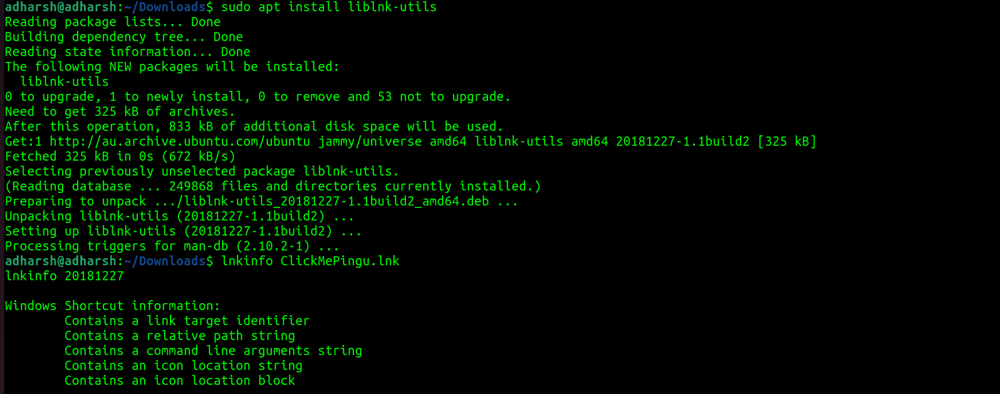 adharsh@adharsh:~/Downloads$ sudo apt install liblnk-utils
Reading package lists... Done
Building dependency tree... Done
Reading state information... Done
The following NEW packages will be installed:
  liblnk-utils
0 to upgrade, 1 to newly install, 0 to remove and 53 not to upgrade.
Need to get 325 kB of archives.
After this operation, 833 kB of additional disk space will be used.
Get:1 http://au.archive.ubuntu.com/ubuntu jammy/universe amd64 liblnk-utils amd64 20181227-1.1build2 [325 kB]
Fetched 325 kB in 0s (672 kB/s)
Selecting previously unselected package liblnk-utils.
(Reading database ... 249868 files and directories currently installed.)
Preparing to unpack .../liblnk-utils_20181227-1.1build2_amd64.deb ...
Unpacking liblnk-utils (20181227-1.1build2) ...
Setting up liblnk-utils (20181227-1.1build2) ...
Processing triggers for man-db (2.10.2-1) ...
adharsh@adharsh:~/Downloads$ lnkinfo ClickMePingu.lnk
lnkinfo 20181227

Windows Shortcut information:
        Contains a link target identifier
        Contains a relative path string
        Contains a command line arguments string
        Contains an icon location string
        Contains an icon location block